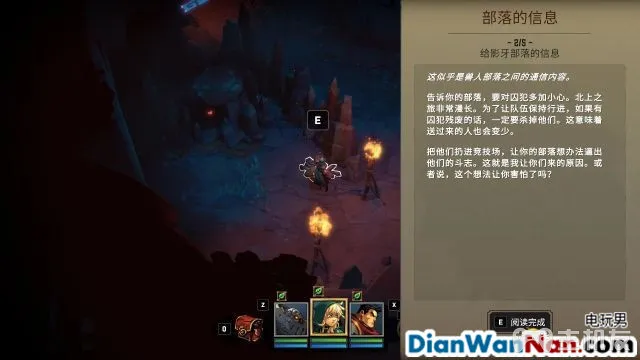 部落的信息
2/5
给影牙部落的信息
这似乎是兽人部落之间的通信内容。
告诉你的部落，要对囚犯多加小心。北上之
旅非常漫长。为了让队伍保持行进，如果有
囚犯残废的话，一定要杀掉他们。这意味着
送过来的人也会变少。
把他们扔进竞技场，让你的部落想办法逼出
他们的斗志。这就是我让你们来的原因。或
者说，这个想法让你害怕了吗？
E
Z
X
O
E 阅读完成
电玩男
DianWanNan.com